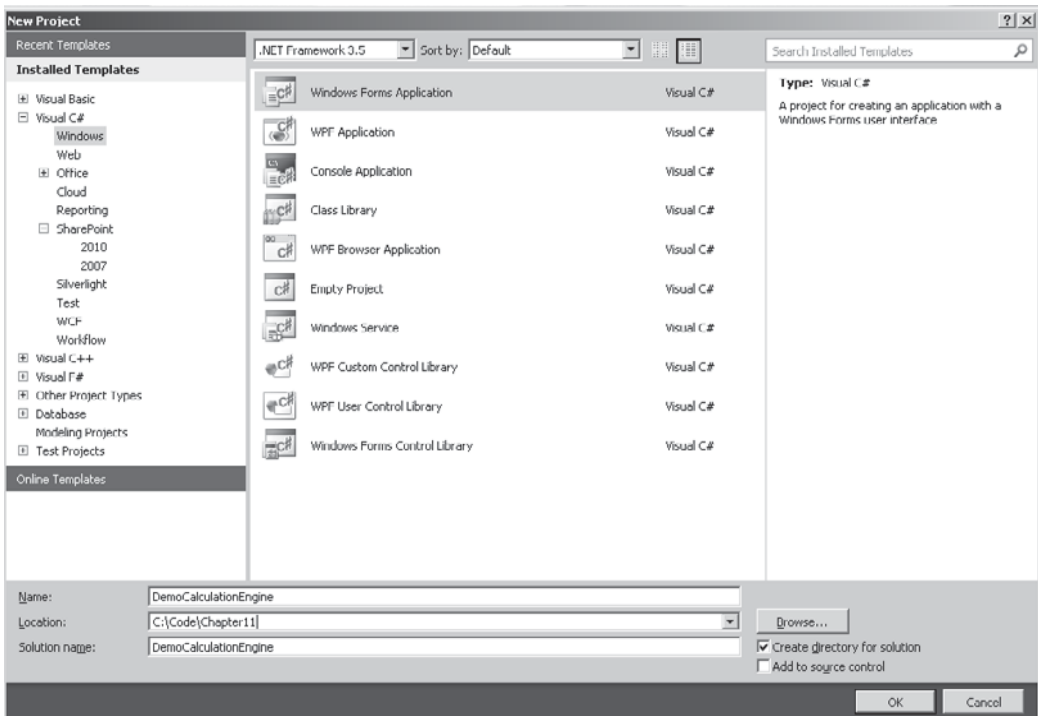 New Project
Recent Templates
.NET Framework 3.5 Sort by: Default
Search Installed Templates
Installed Templates
Visual Basic
Visual C#
Windows
Web
Office
Cloud
Reporting
SharePoint
2010
2007
Silverlight
Test
WCF
Workflow
Visual C++
Visual F#
Other Project Types
Database
Modeling Projects
Test Projects
Online Templates
Windows Forms Application Visual C#
WPF Application Visual C#
Console Application Visual C#
Class Library Visual C#
WPF Browser Application Visual C#
Empty Project Visual C#
Windows Service Visual C#
WPF Custom Control Library Visual C#
WPF User Control Library Visual C#
Windows Forms Control Library Visual C#
Type: Visual C#
A project for creating an application with a
Windows Forms user interface
Name: DemoCalculationEngine
Location: C:\Code\Chapter11 Browse...
Solution name: DemoCalculationEngine
Create directory for solution
Add to source control
OK Cancel